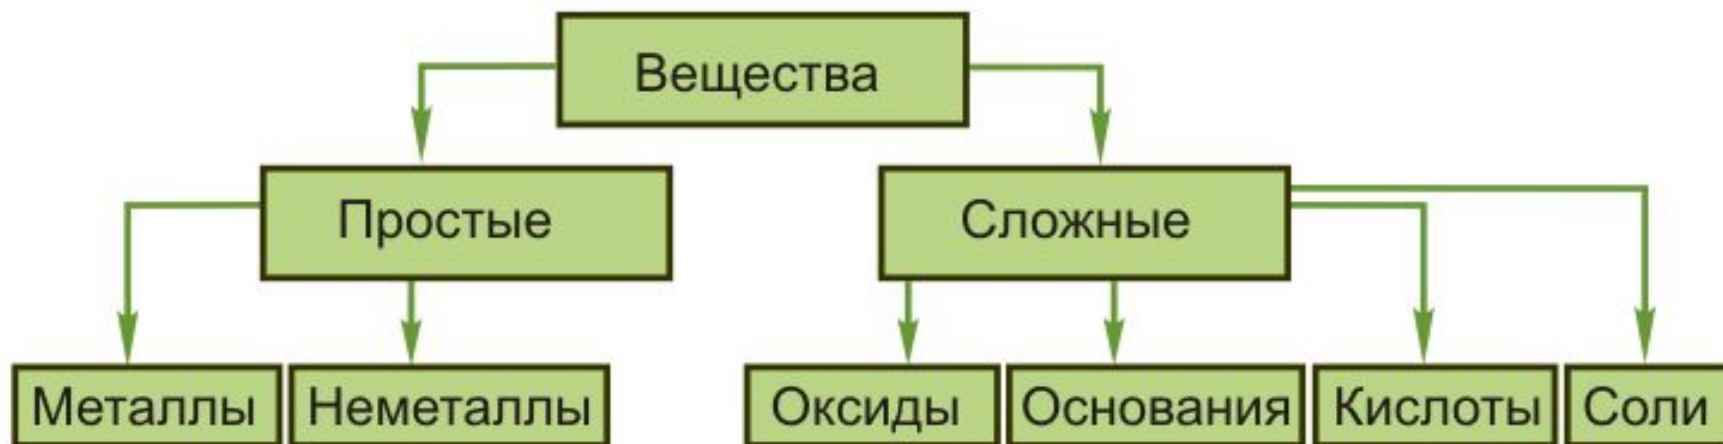 Вещества
Простые
Сложные
Металлы
Неметаллы
Оксиды
Основания
Кислоты
Соли